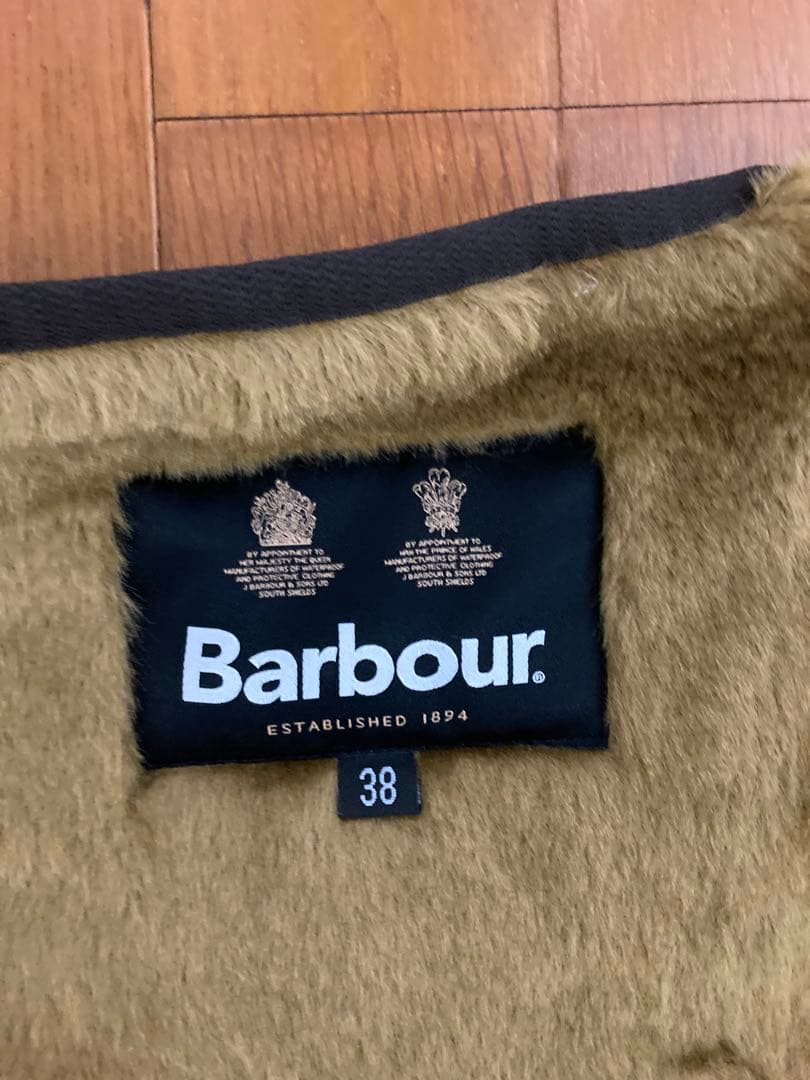 BY APPOINTMENT TO
HER MAJESTY THE QUEEN
MANUFACTURERS OF WATERPROOF
AND PROTECTIVE CLOTHING
J BARBOUR & SONS LTD
SOUTH SHIELDS
BY APPOINTMENT TO
HRH THE PRINCE OF WALES
MANUFACTURERS OF WATERPROOF
AND PROTECTIVE CLOTHING
J BARBOUR & SONS LTD
SOUTH SHIELDS
Barbour
ESTABLISHED 1894
38